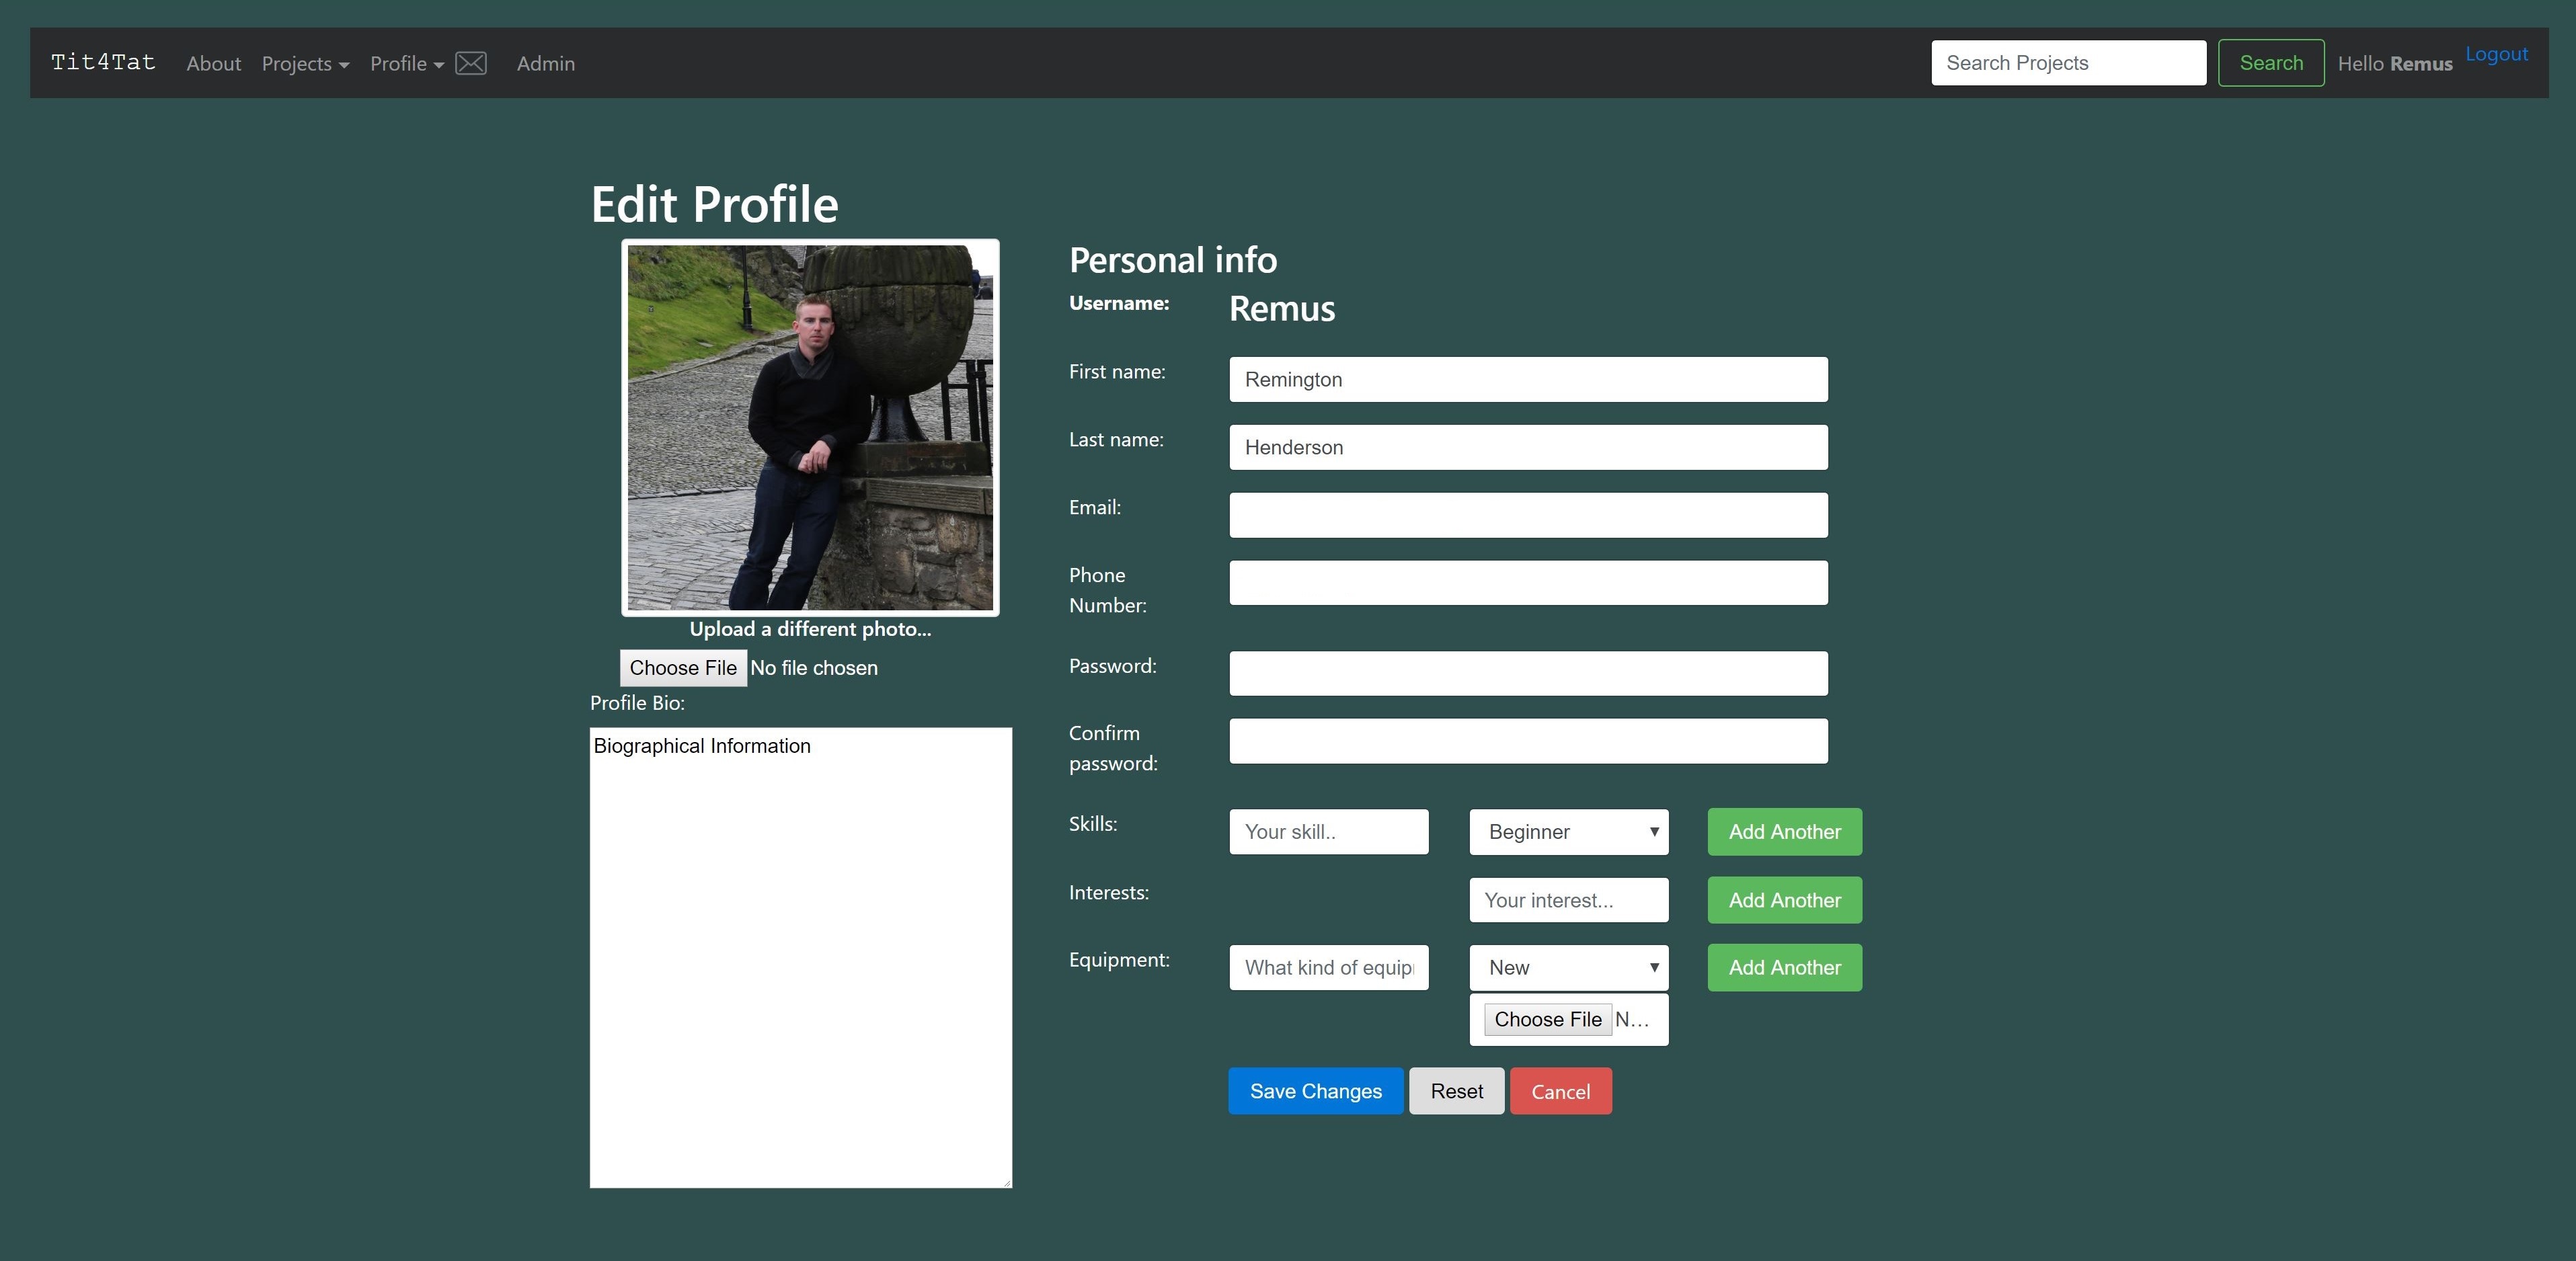 Tit4Tat About Projects Profile Admin Search Projects Search Hello Remus Logout
Edit Profile
Upload a different photo...
Choose File No file chosen
Profile Bio:
Biographical Information
Personal info
Username: Remus
First name: Remington
Last name: Henderson
Email:
Phone
Number:
Password:
Confirm
password:
Skills: Your skill.. Beginner Add Another
Interests: Your interest... Add Another
Equipment: What kind of equip New Add Another
Choose File N...
Save Changes Reset Cancel